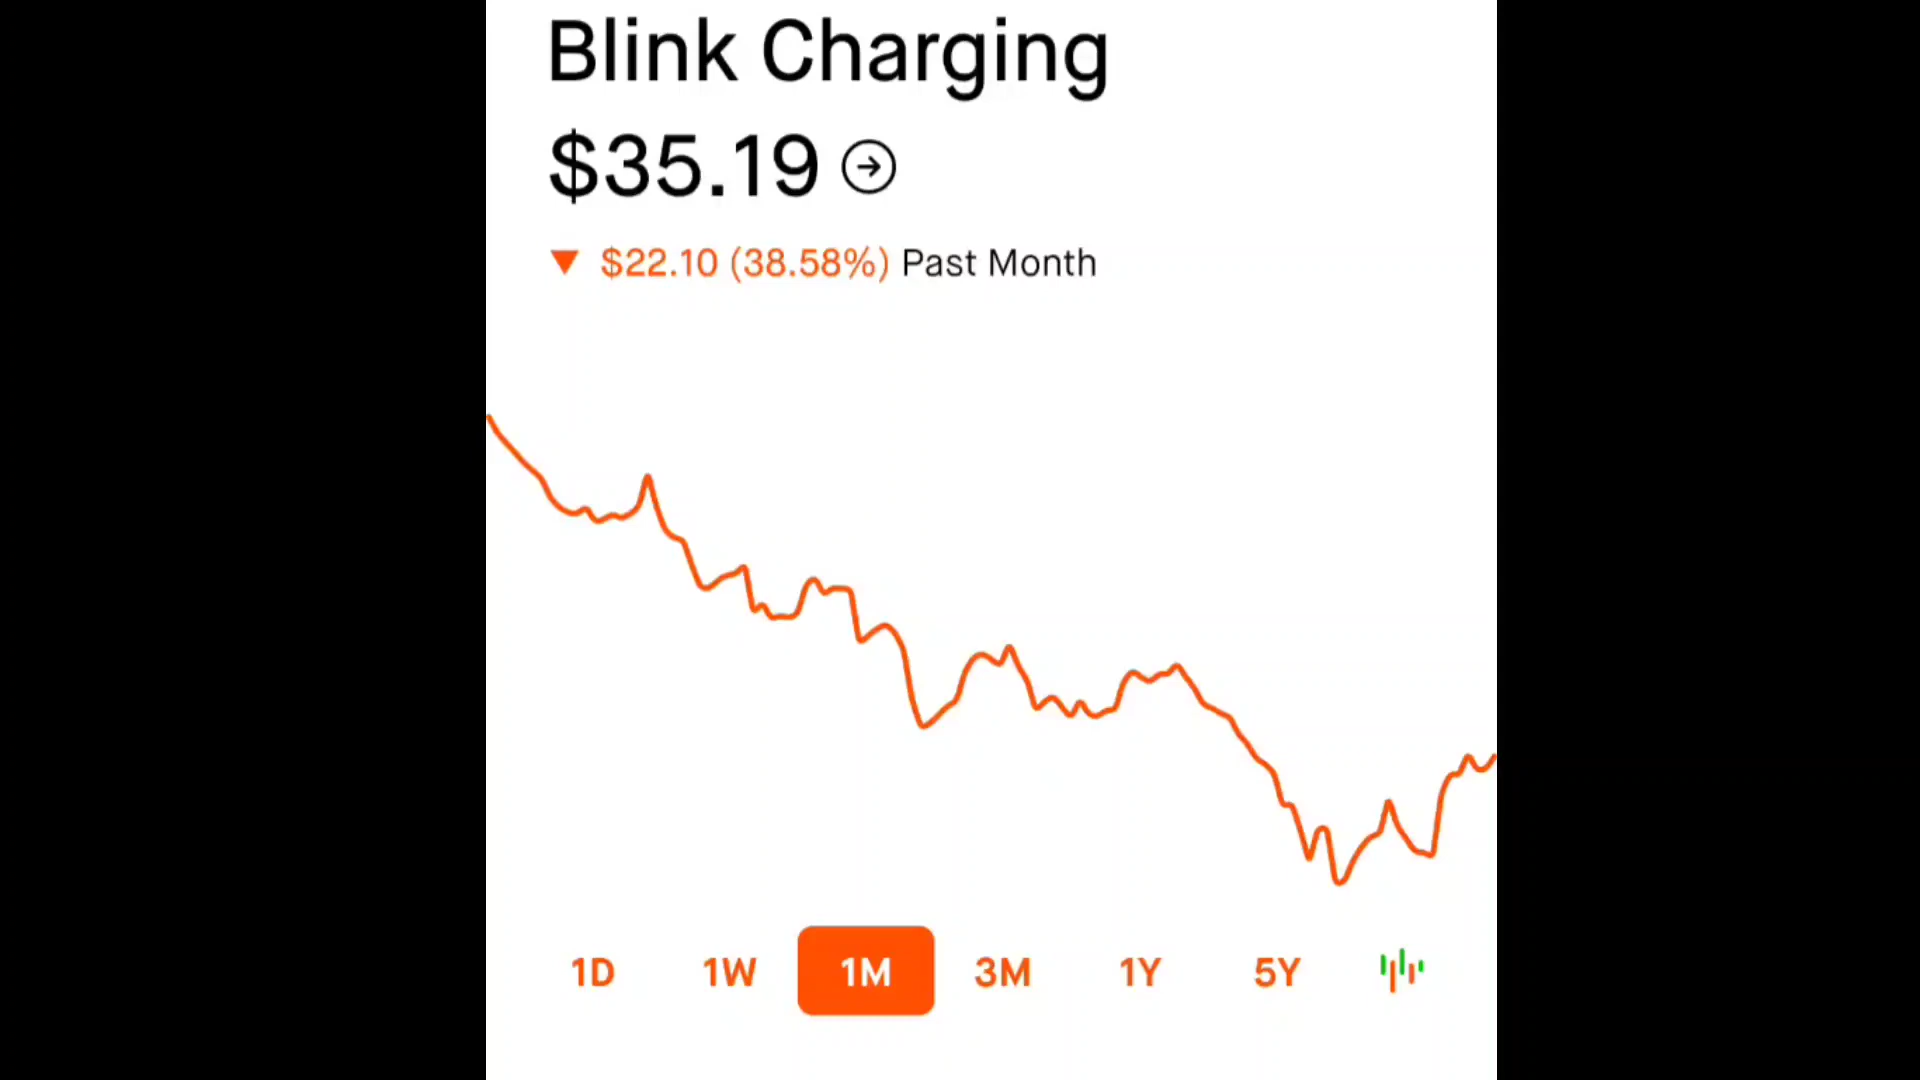 Blink Charging
$35.19
▼ $22.10 (38.58%) Past Month
1D 1W 1M 3M 1Y 5Y